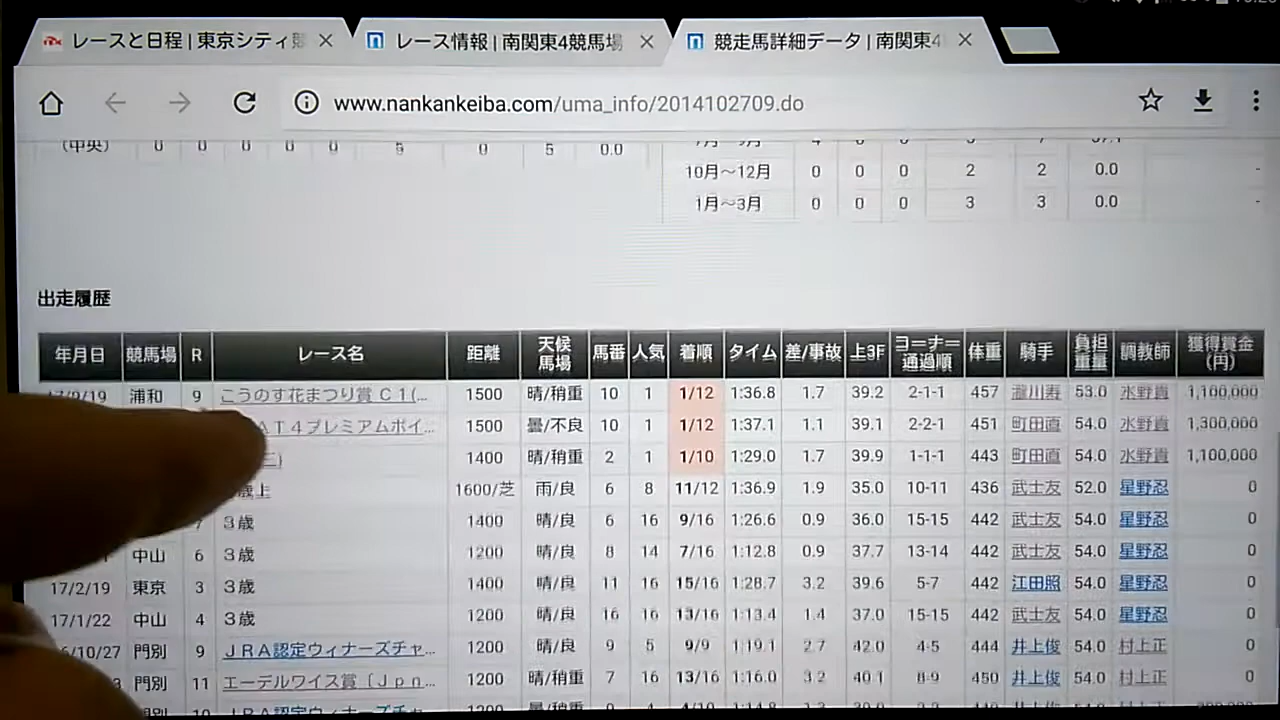 レースと日程 | 東京シティ競
レース情報 | 南関東4競馬場
競走馬詳細データ | 南関東4
www.nankankeiba.com/uma_info/2014102709.do
(中央) 0 0 0 0 0 5 0 5 0.0
10月～12月 0 0 0 2 2 0.0 -
1月～3月 0 0 0 3 3 0.0 -
出走履歴
年月日 競馬場 R レース名 距離 天候馬場 馬番 人気 着順 タイム 差/事故 上3F コーナー通過順 体重 騎手 負担重量 調教師 獲得賞金(円)
浦和 9 こうのす花まつり賞 C1(... 1500 晴/稍重 10 1 1/12 1:36.8 1.7 39.2 2-1-1 457 瀧川寿 53.0 水野貴 1,100,000
AT4プレミアムポイ... 1500 曇/不良 10 1 1/12 1:37.1 1.1 39.1 2-2-1 451 町田直 54.0 水野貴 1,300,000
1400 晴/稍重 2 1 1/10 1:29.0 1.7 39.9 1-1-1 443 町田直 54.0 水野貴 1,100,000
歳上 1600/芝 雨/良 6 8 11/12 1:36.9 1.9 35.0 10-11 436 武士友 52.0 星野忍 0
7 3歳 1400 晴/良 6 16 9/16 1:26.6 0.9 36.0 15-15 442 武士友 54.0 星野忍 0
中山 6 3歳 1200 晴/良 8 14 7/16 1:12.8 0.9 37.7 13-14 442 武士友 54.0 星野忍 0
17/2/19 東京 3 3歳 1400 晴/良 11 16 15/16 1:28.7 3.2 39.6 5-7 442 江田照 54.0 星野忍 0
17/1/22 中山 4 3歳 1200 晴/良 16 16 13/16 1:13.4 1.4 37.0 15-15 442 武士友 54.0 星野忍 0
6/10/27 門別 9 JRA認定ウィナーズチャ... 1200 晴/良 9 5 9/9 1:19.1 2.7 42.0 4-5 444 井上俊 54.0 村上正 0
3 門別 11 エーデルワイス賞〔Jpn... 1200 晴/稍重 7 16 13/16 1:16.0 3.2 40.1 8-9 450 井上俊 54.0 村上正 0